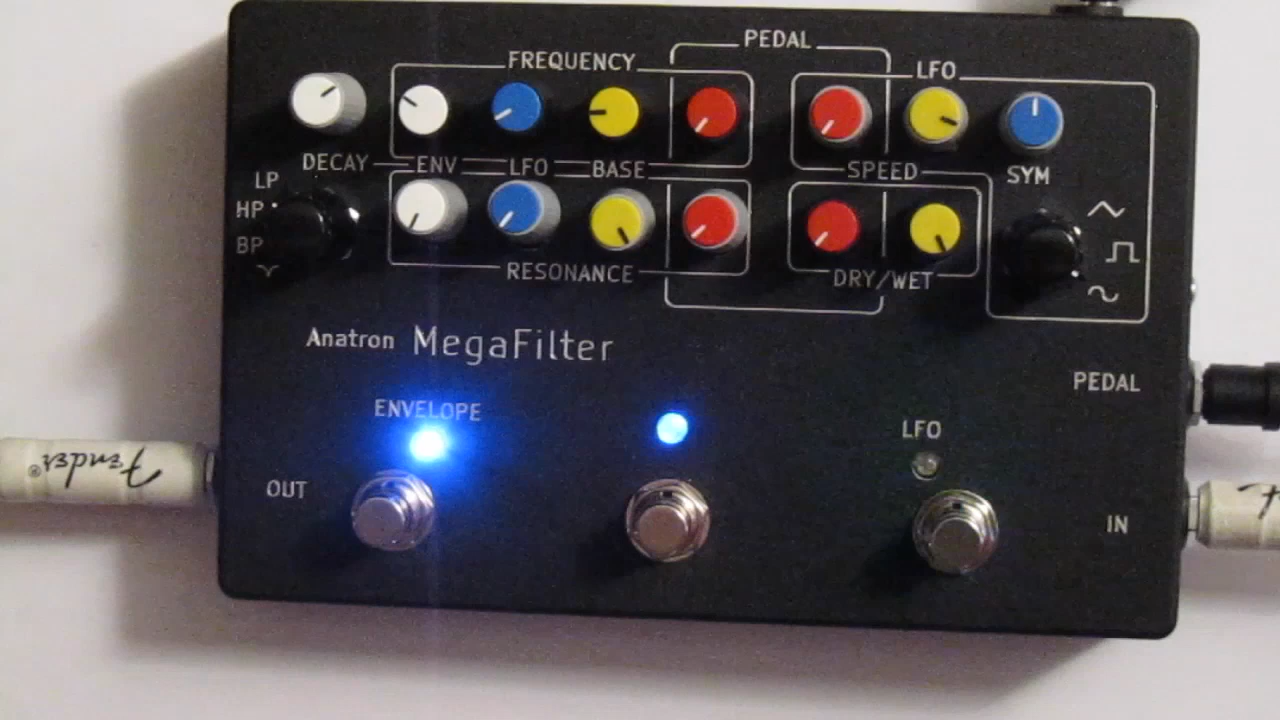 PEDAL
FREQUENCY
LFO
DECAY ENV LFO BASE
SPEED
SYM
LP
HP
BP
RESONANCE
DRY/WET
Anatron MegaFilter
PEDAL
ENVELOPE
LFO
Fender®
OUT
IN